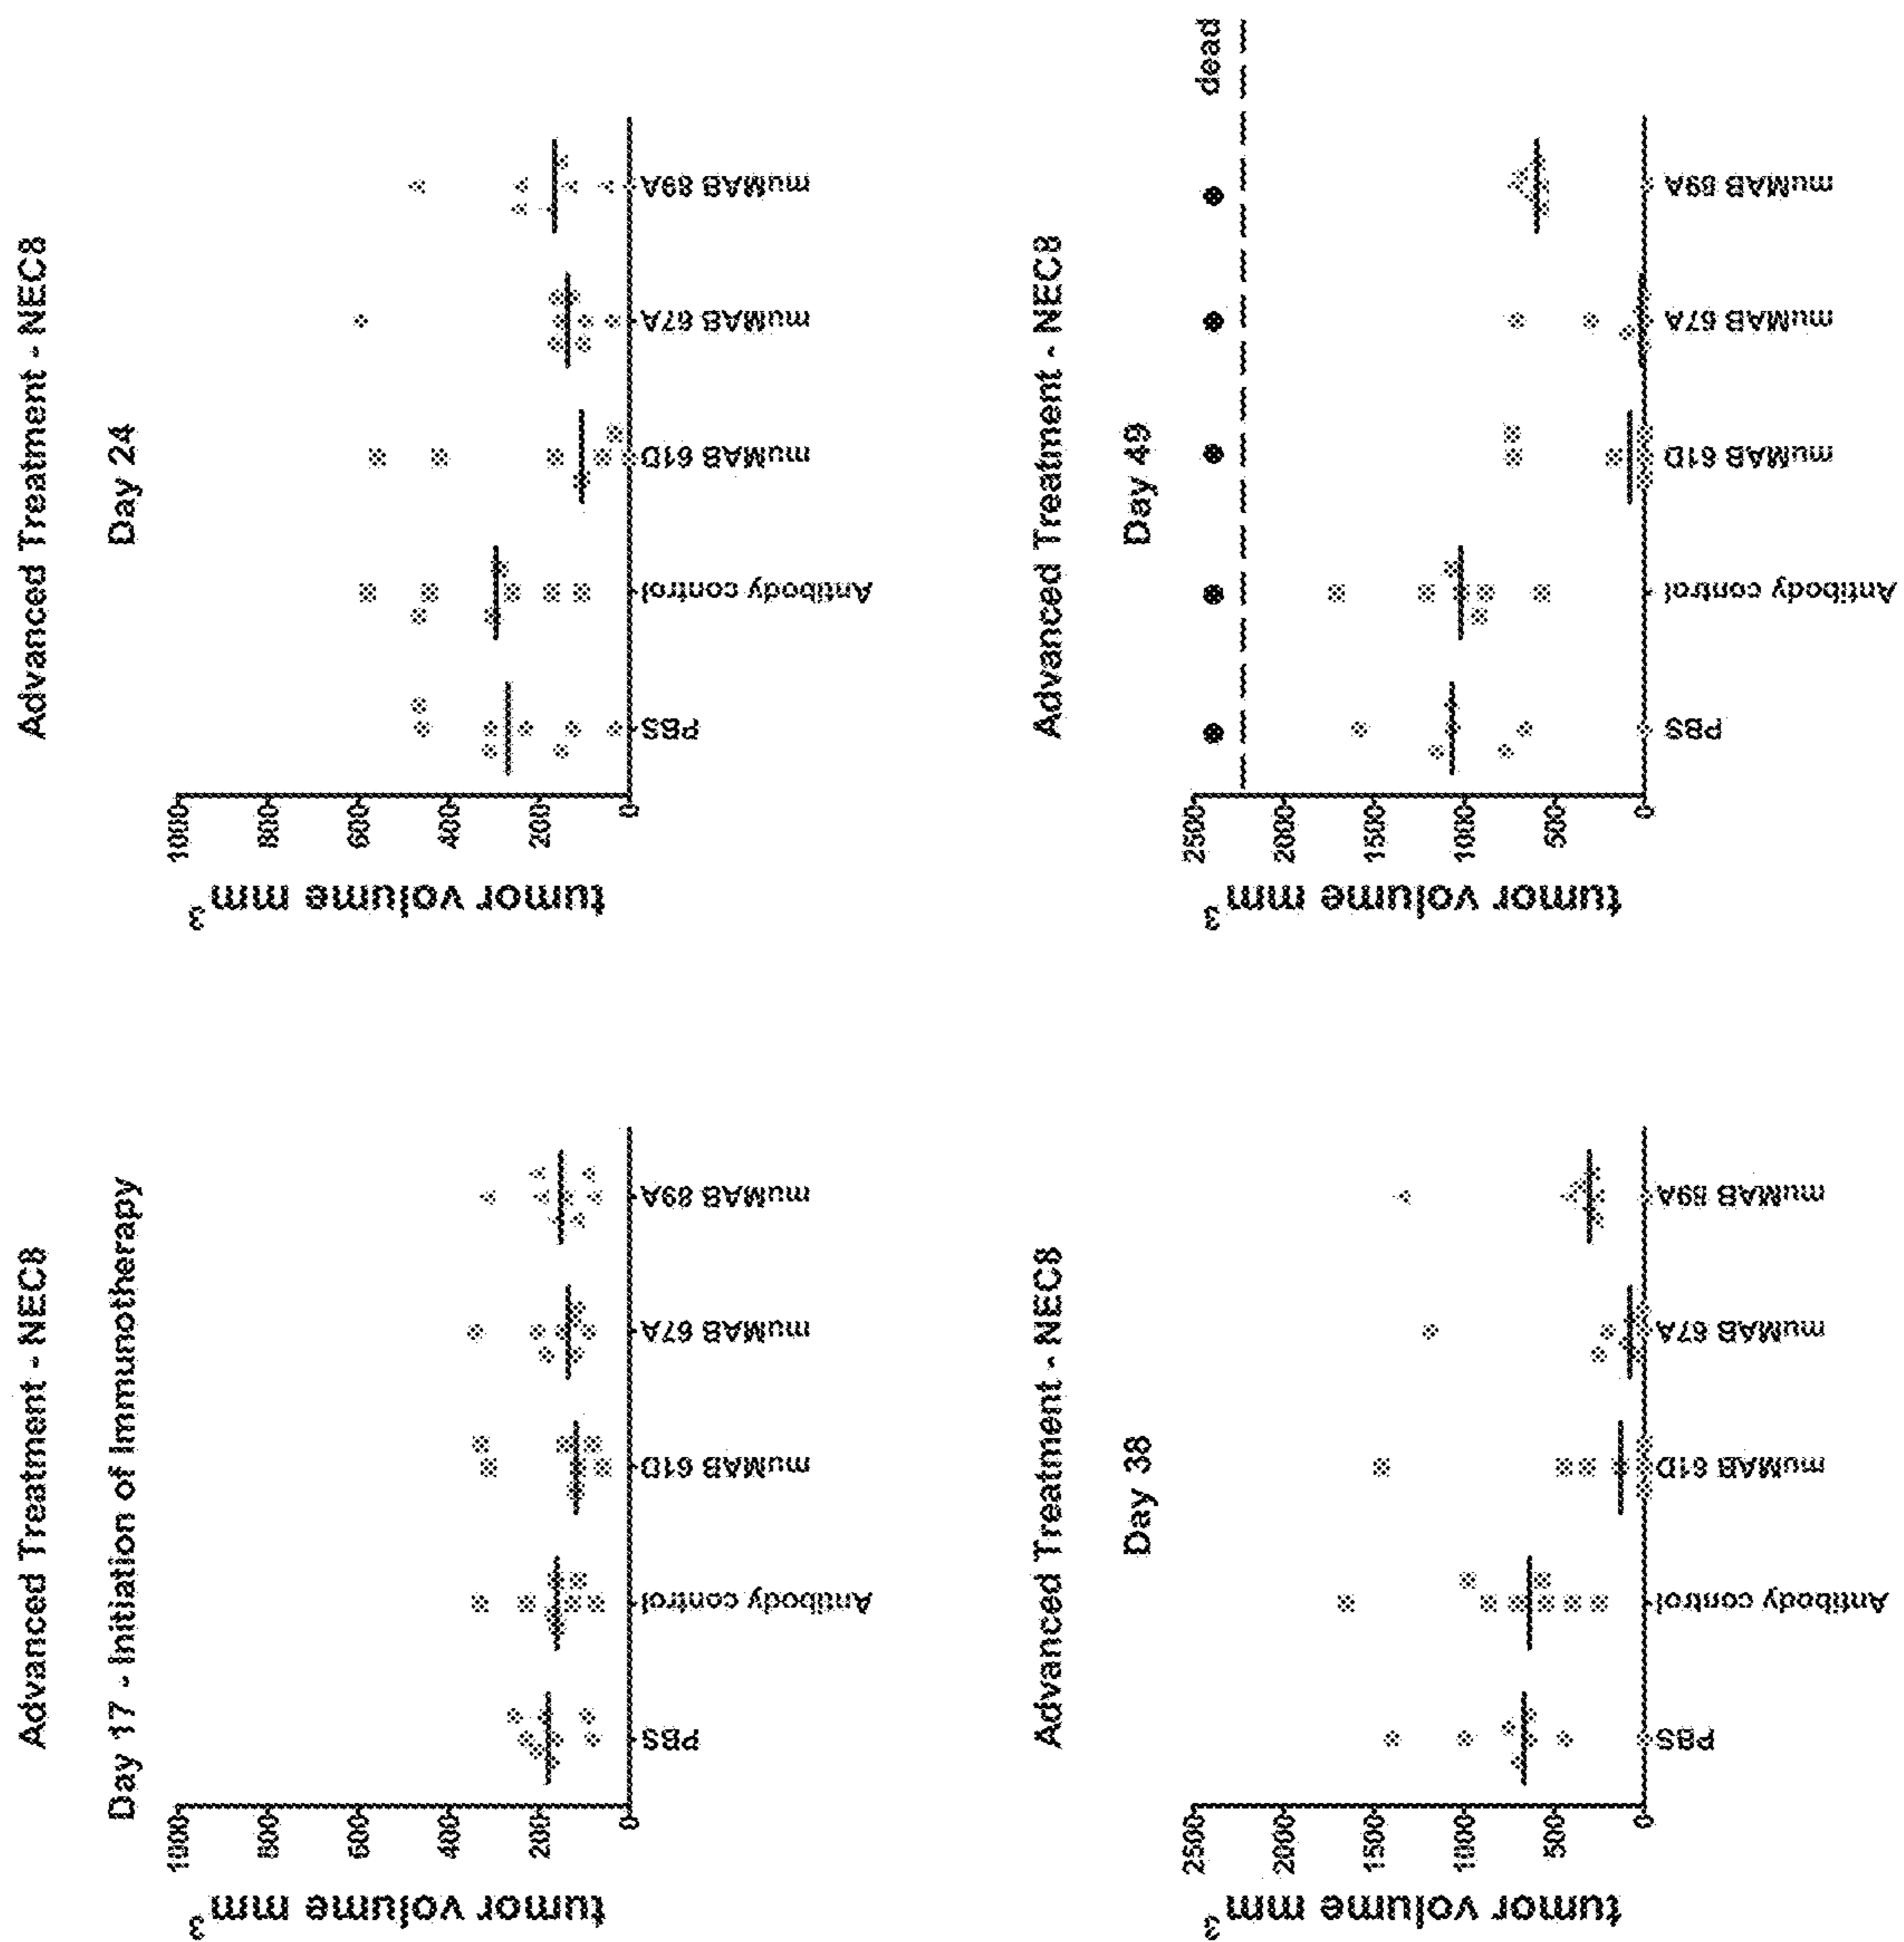 Advanced Treatment - NEC8
Day 17 - Initiation of Immunotherapy
tumor volume mm3
1000
800
600
400
200
0
PBS
Antibody control
muMAB 61D
muMAB 67A
muMAB 89A
Advanced Treatment - NEC8
Day 24
tumor volume mm3
1000
800
600
400
200
0
PBS
Antibody control
muMAB 61D
muMAB 67A
muMAB 89A
Advanced Treatment - NEC8
Day 38
tumor volume mm3
2500
2000
1500
1000
500
0
PBS
Antibody control
muMAB 61D
muMAB 67A
muMAB 89A
Advanced Treatment - NEC8
Day 49
dead
tumor volume mm3
2500
2000
1500
1000
500
0
PBS
Antibody control
muMAB 61D
muMAB 67A
muMAB 89A